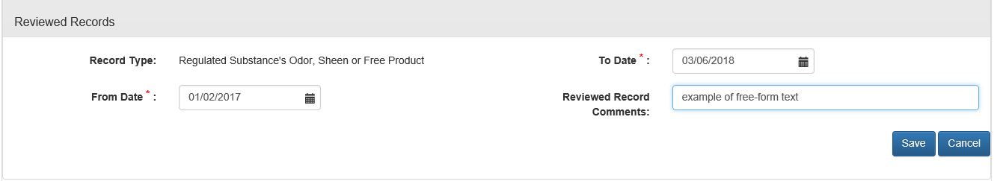 Reviewed Records
Record Type: Regulated Substance's Odor, Sheen or Free Product To Date * : 03/06/2018
From Date * : 01/02/2017 Reviewed Record Comments: example of free-form text
Save Cancel